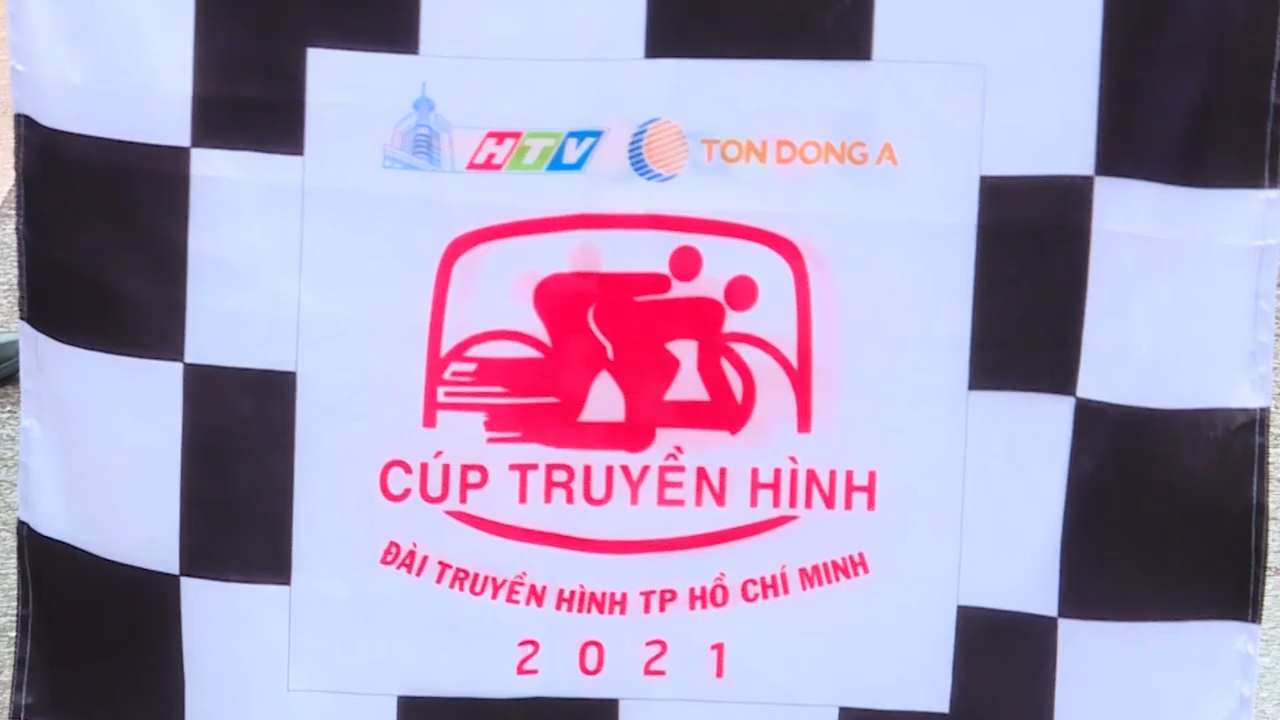 HTV TON DONG A
CÚP TRUYỀN HÌNH
ĐÀI TRUYỀN HÌNH TP HỒ CHÍ MINH
2021